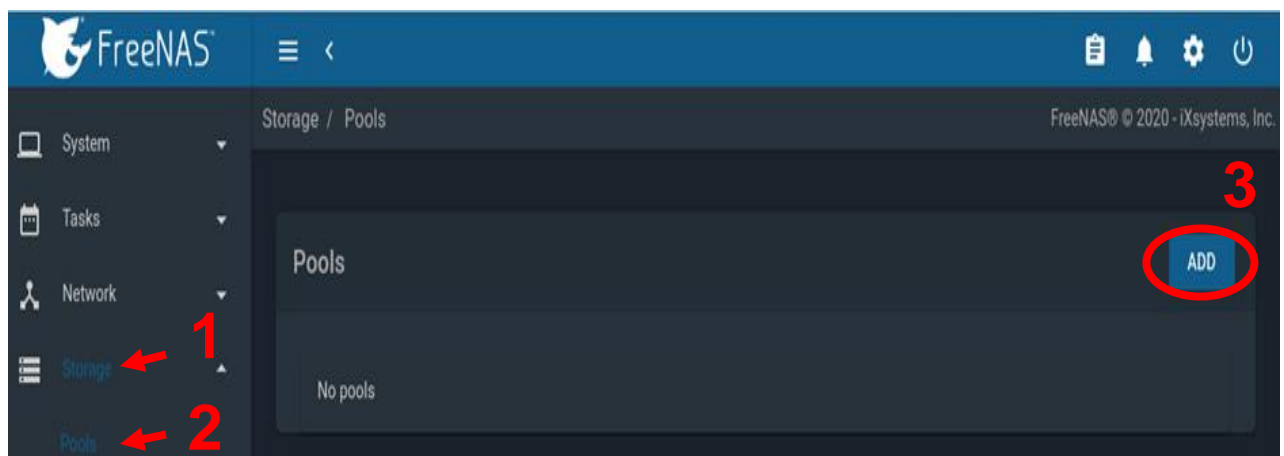 FreeNAS®
Storage / Pools
FreeNAS® © 2020 - iXsystems, Inc.
System
Tasks
Network
Storage
Pools
1
2
3
Pools
ADD
No pools